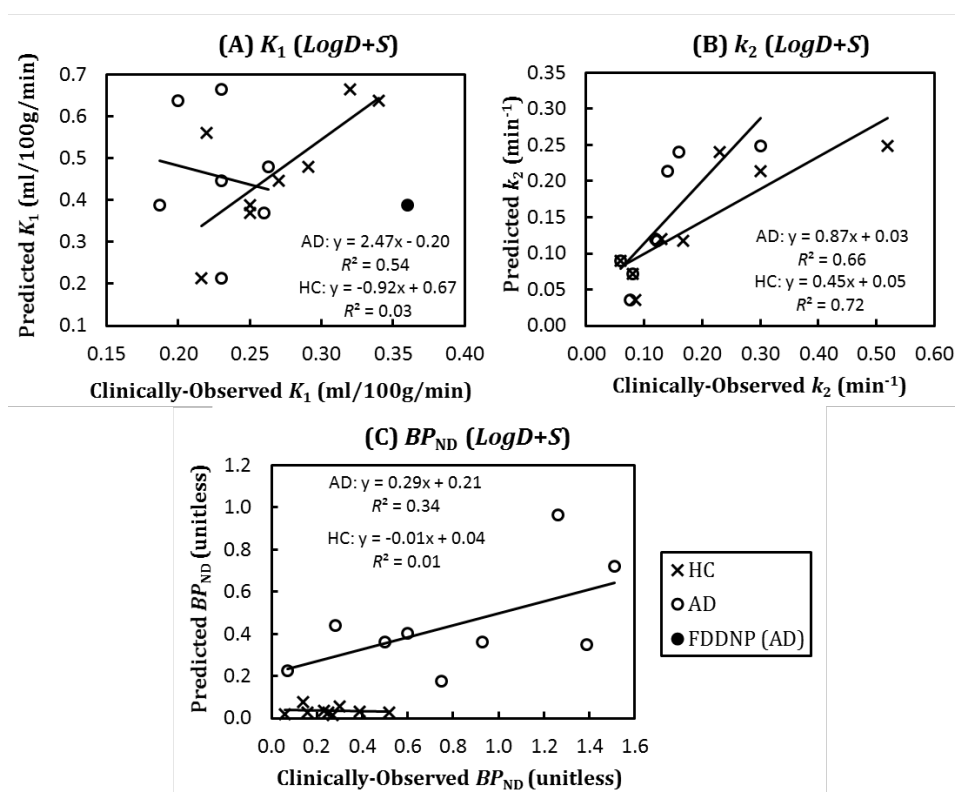 (A) K₁ (LogD+S)
Predicted K₁ (ml/100g/min)
0.7
0.6
0.5
0.4
0.3
0.2
0.1
AD: y = 2.47x - 0.20
R² = 0.54
HC: y = -0.92x + 0.67
R² = 0.03
0.15 0.20 0.25 0.30 0.35 0.40
Clinically-Observed K₁ (ml/100g/min)
(B) k₂ (LogD+S)
Predicted k₂ (min⁻¹)
0.35
0.30
0.25
0.20
0.15
0.10
0.05
0.00
AD: y = 0.87x + 0.03
R² = 0.66
HC: y = 0.45x + 0.05
R² = 0.72
0.00 0.10 0.20 0.30 0.40 0.50 0.60
Clinically-Observed k₂ (min⁻¹)
(C) BP_ND (LogD+S)
Predicted BP_ND (unitless)
1.2
1.0
0.8
0.6
0.4
0.2
0.0
AD: y = 0.29x + 0.21
R² = 0.34
HC: y = -0.01x + 0.04
R² = 0.01
0.0 0.2 0.4 0.6 0.8 1.0 1.2 1.4 1.6
Clinically-Observed BP_ND (unitless)
HC
AD
FDDNP (AD)